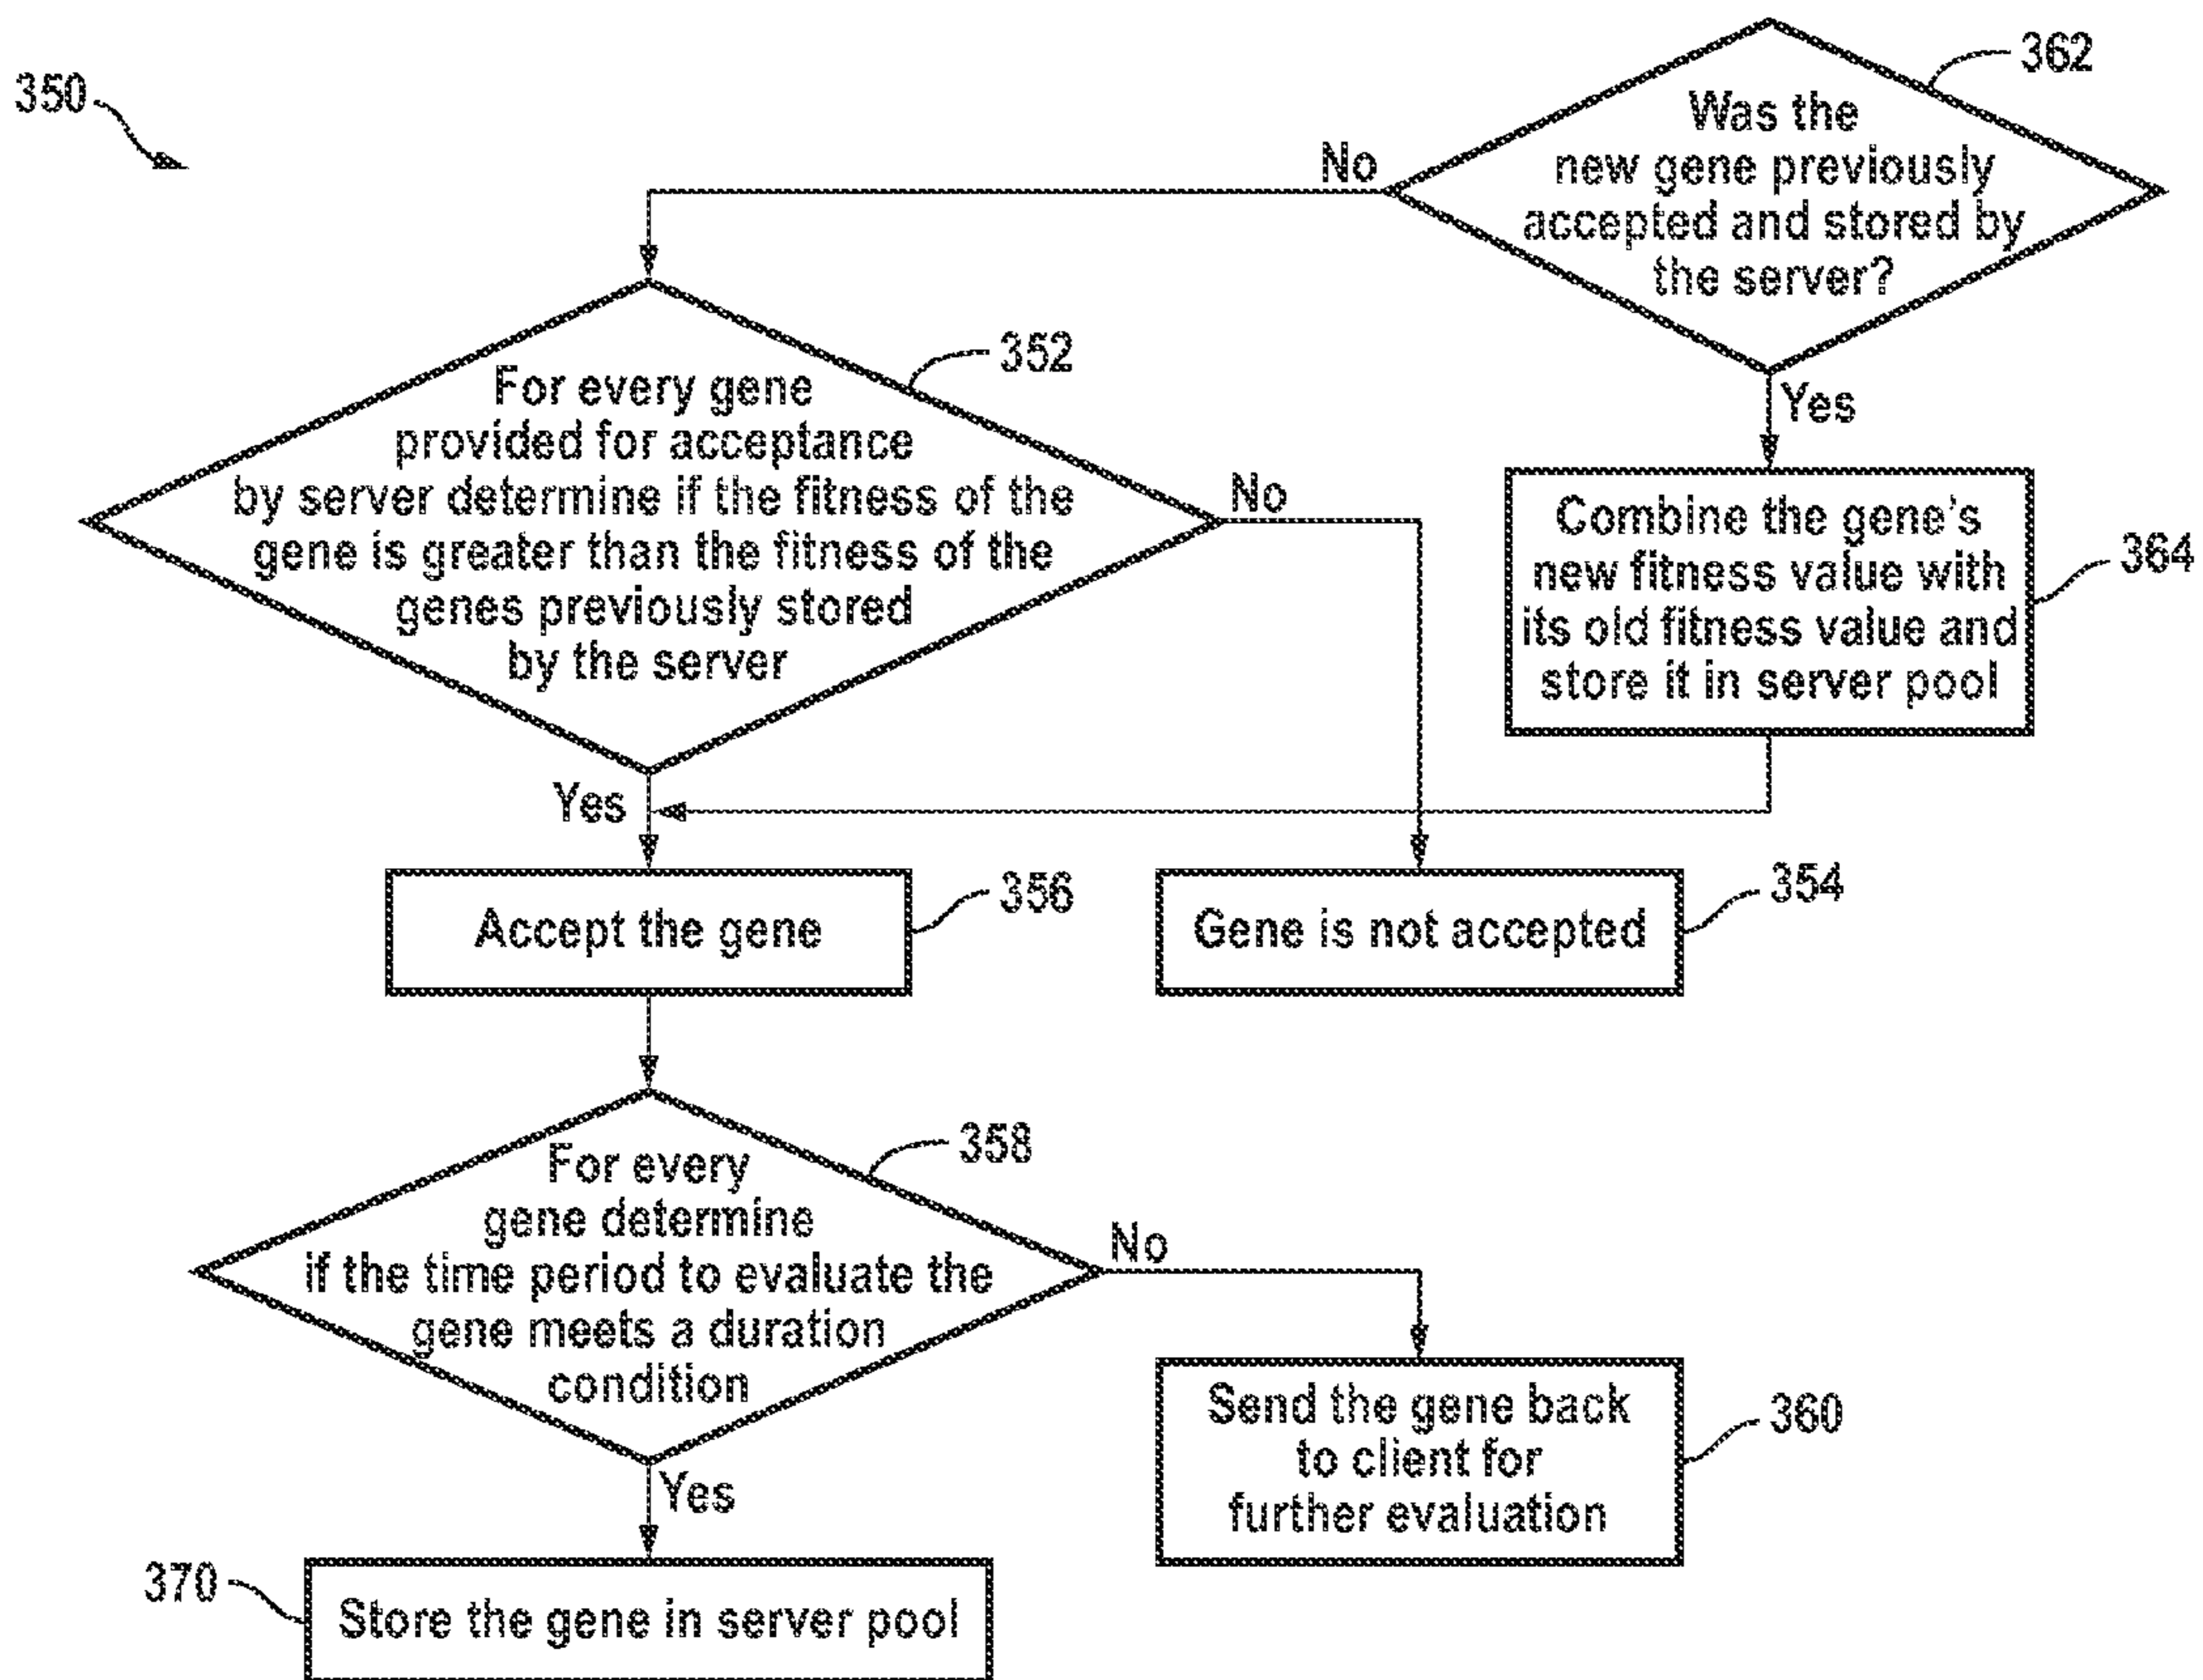 350
362
Was the
new gene previously
accepted and stored by
the server?
No
Yes
352
For every gene
provided for acceptance
by server determine if the fitness of the
gene is greater than the fitness of the
genes previously stored
by the server
No
Yes
Combine the gene's
new fitness value with
its old fitness value and
store it in server pool
364
Accept the gene
356
Gene is not accepted
354
For every
gene determine
if the time period to evaluate the
gene meets a duration
condition
358
No
Yes
Send the gene back
to client for
further evaluation
360
370
Store the gene in server pool